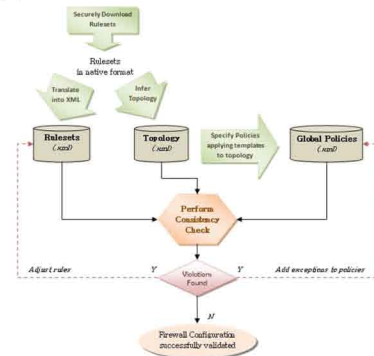 Securely Download
Rulesets
Rulesets
in native format
Translate
into XML
Infer
Topology
Rulesets
(xml)
Topology
(xml)
Specify Policies
applying templates
to topology
Global Policies
(xml)
Perform
Consistency
Check
Adjust rules
Y
Violations
Found
Y
Add exceptions to policies
N
Firewall Configuration
successfully validated